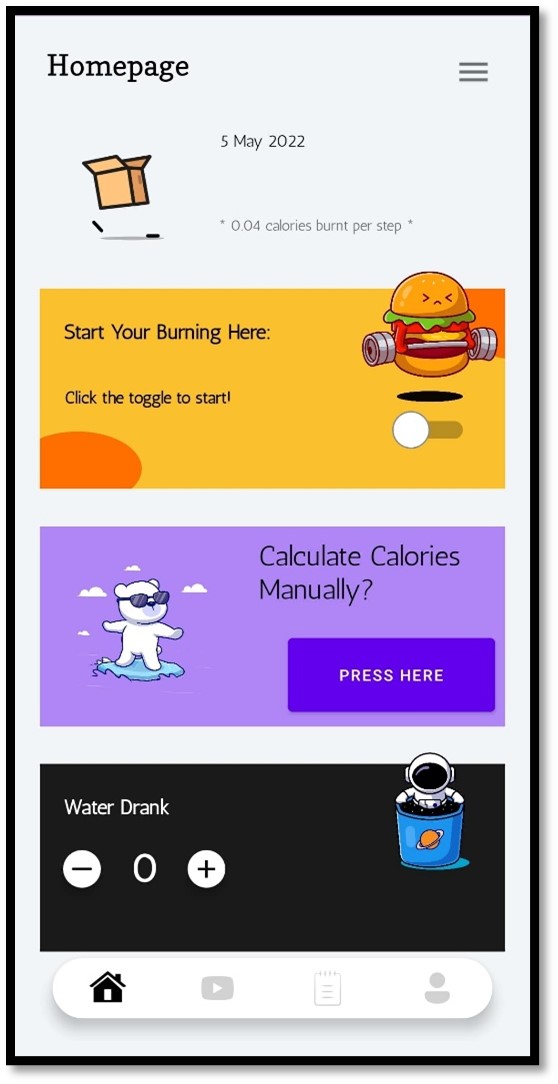 Homepage
5 May 2022
* 0.04 calories burnt per step *
Start Your Burning Here:
Click the toggle to start!
Calculate Calories
Manually?
PRESS HERE
Water Drank
0